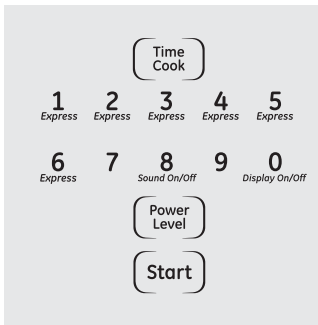 Time
Cook
1 2 3 4 5
Express Express Express Express Express
6 7 8 9 0
Express Sound On/Off Display On/Off
Power
Level
Start